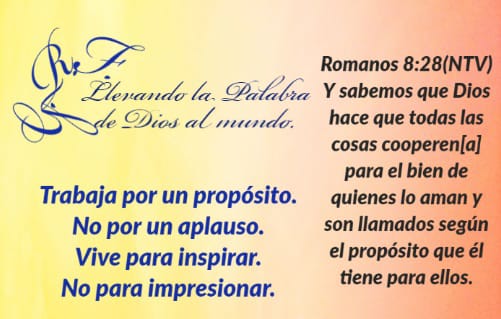 R.F.
Llevando la Palabra
de Dios al mundo.
Trabaja por un propósito.
No por un aplauso.
Vive para inspirar.
No para impresionar.
Romanos 8:28(NTV)
Y sabemos que Dios
hace que todas las
cosas cooperen[a]
para el bien de
quienes lo aman y
son llamados según
el propósito que él
tiene para ellos.